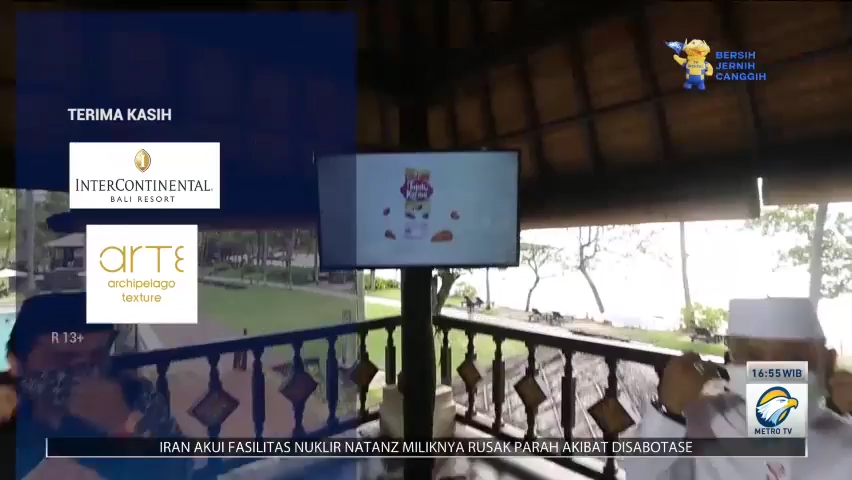 BERSIH
JERNIH
CANGGIH
TERIMA KASIH
INTERCONTINENTAL.
BALI RESORT
arTE
archipelago
texture
R 13+
16:55 WIB
METRO TV
IRAN AKUI FASILITAS NUKLIR NATANZ MILIKNYA RUSAK PARAH AKIBAT DISABOTASE